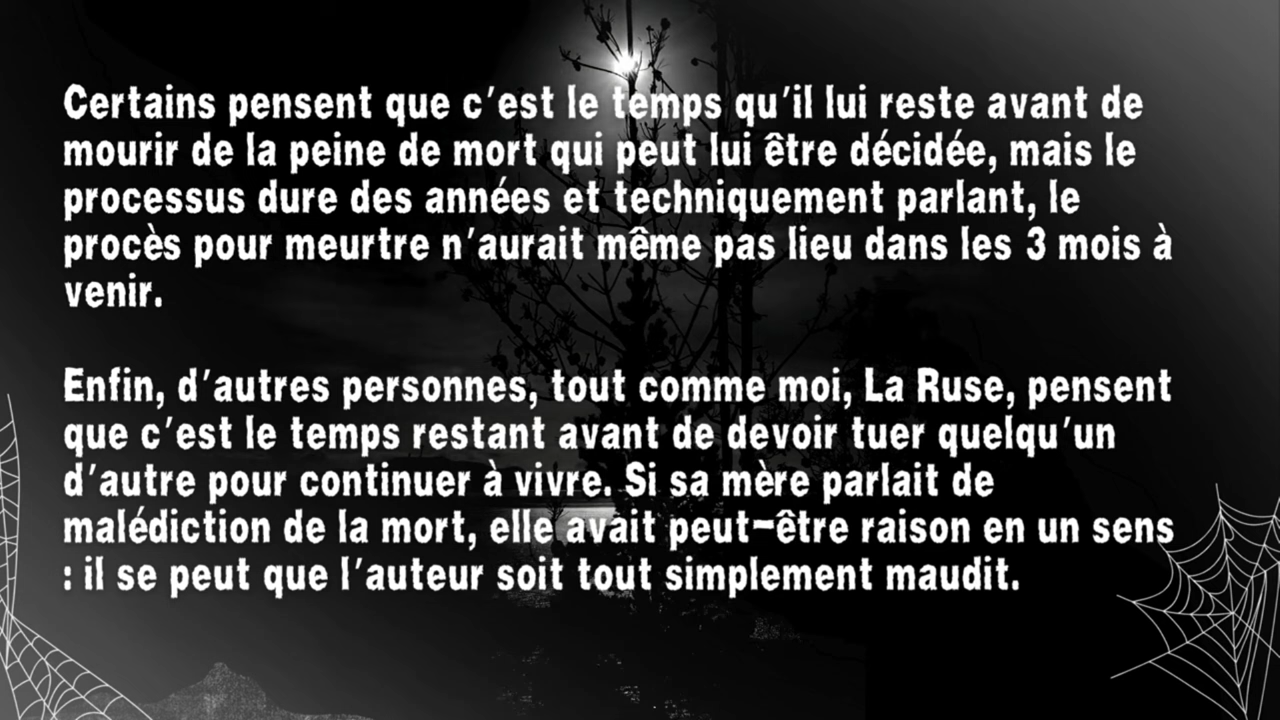 Certains pensent que c'est le temps qu'il lui reste avant de
mourir de la peine de mort qui peut lui être décidée, mais le
processus dure des années et techniquement parlant, le
procès pour meurtre n'aurait même pas lieu dans les 3 mois à
venir.
Enfin, d'autres personnes, tout comme moi, La Ruse, pensent
que c'est le temps restant avant de devoir tuer quelqu'un
d'autre pour continuer à vivre. Si sa mère parlait de
malédiction de la mort, elle avait peut-être raison en un sens
: il se peut que l'auteur soit tout simplement maudit.